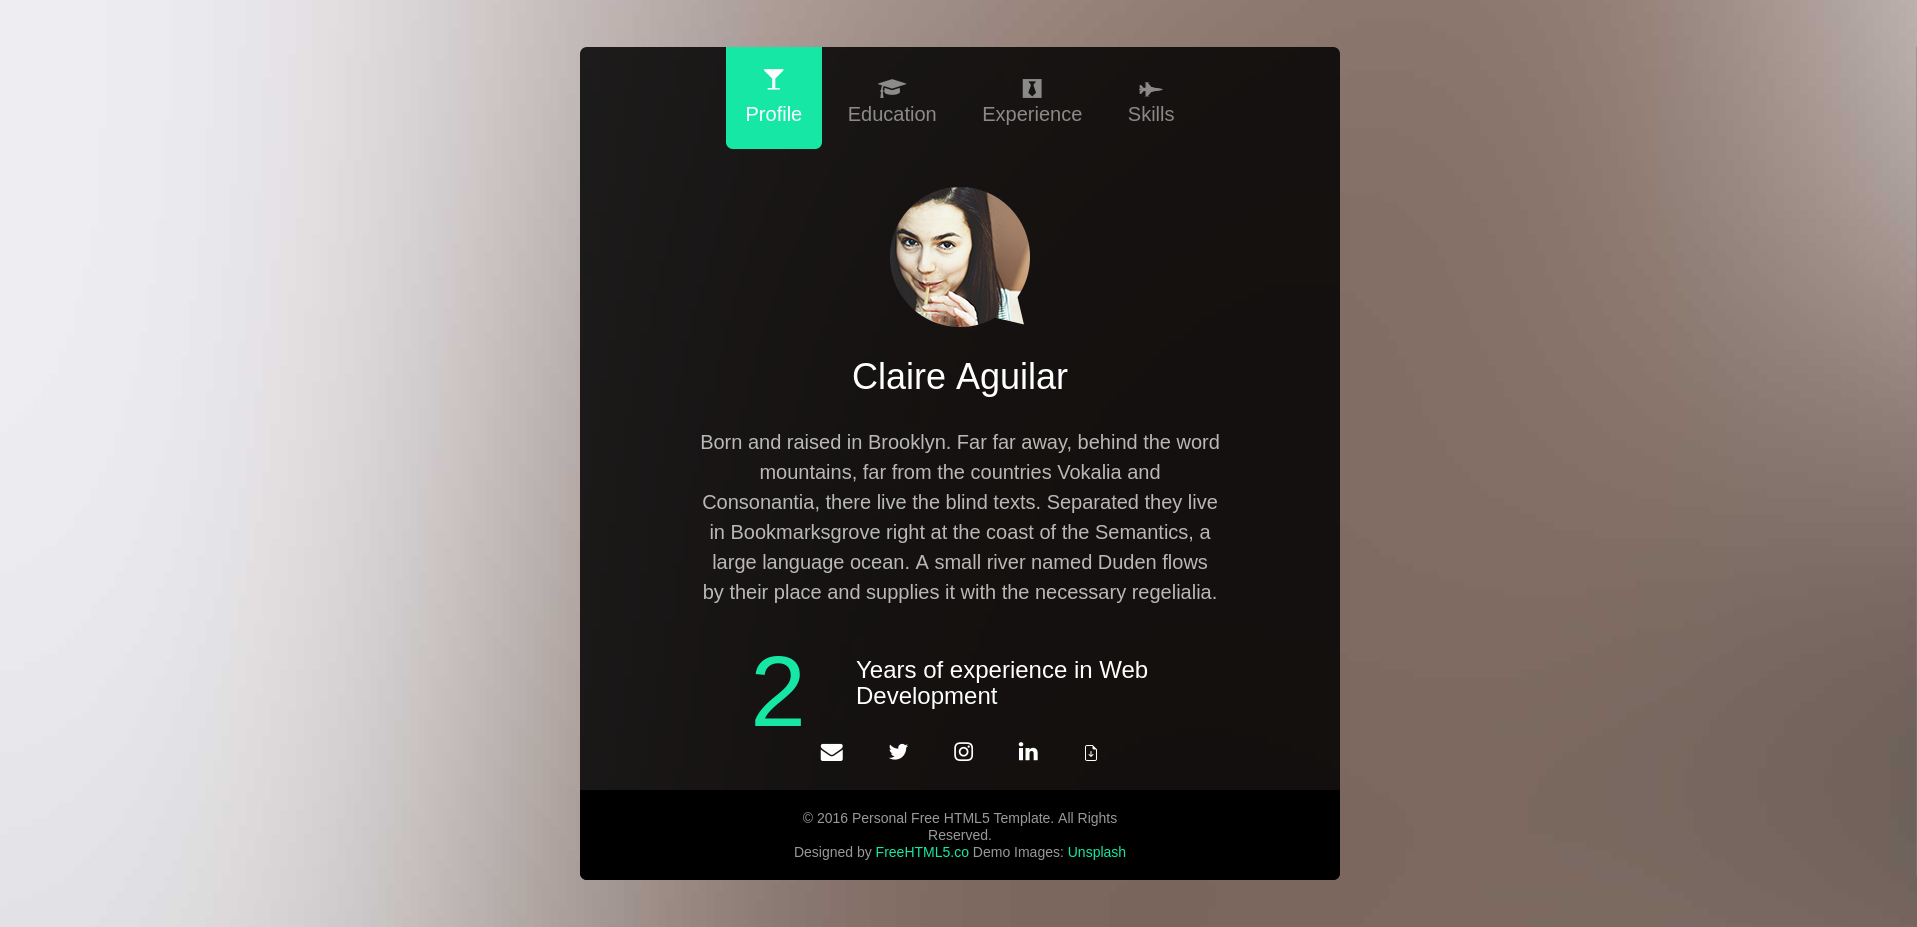 Profile
Education
Experience
Skills
Claire Aguilar
Born and raised in Brooklyn. Far far away, behind the word
mountains, far from the countries Vokalia and
Consonantia, there live the blind texts. Separated they live
in Bookmarksgrove right at the coast of the Semantics, a
large language ocean. A small river named Duden flows
by their place and supplies it with the necessary regelialia.
2
Years of experience in Web
Development
© 2016 Personal Free HTML5 Template. All Rights
Reserved.
Designed by FreeHTML5.co Demo Images: Unsplash